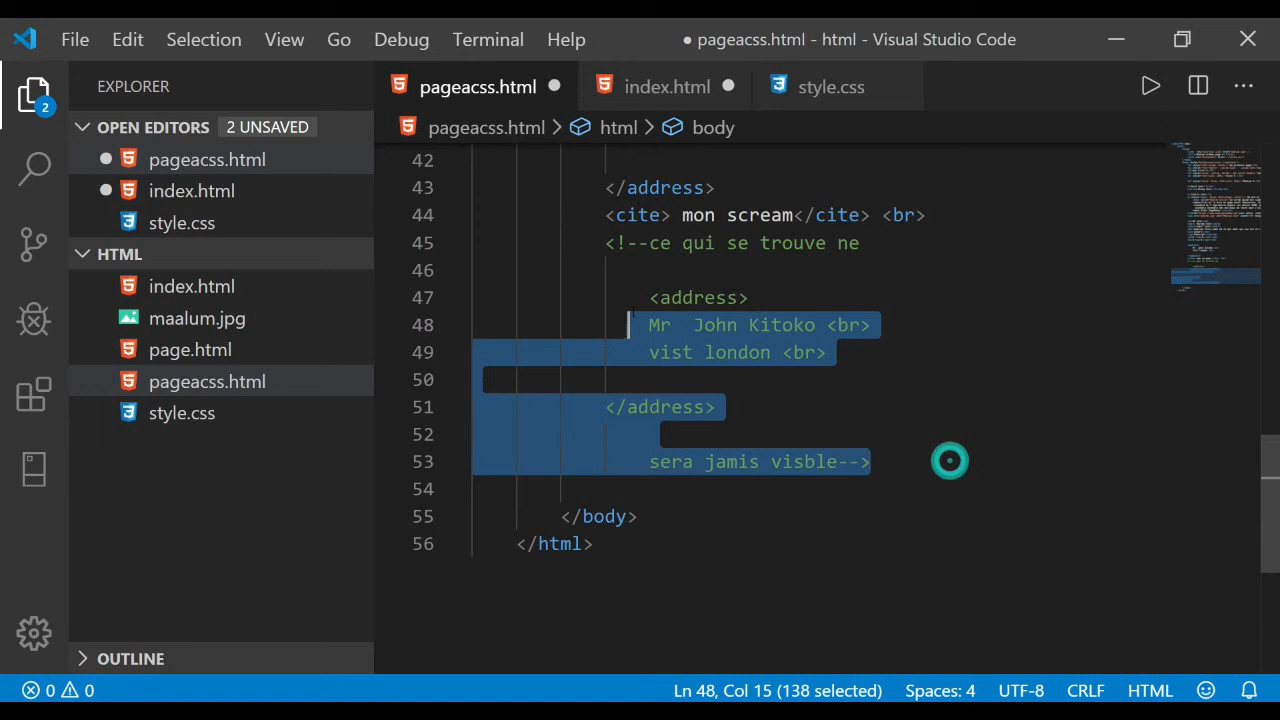 File Edit Selection View Go Debug Terminal Help ● pageacss.html - html - Visual Studio Code
EXPLORER
pageacss.html index.html style.css
OPEN EDITORS 2 UNSAVED
pageacss.html > html > body
2
pageacss.html
index.html
style.css
HTML
index.html
maalum.jpg
page.html
pageacss.html
style.css
42
43 </address>
44 <cite> mon scream</cite> <br>
45 <!--ce qui se trouve ne
46
47 <address>
48 Mr  John Kitoko <br>
49 vist london <br>
50
51 </address>
52
53 sera jamis visble-->
54
55 </body>
56 </html>
OUTLINE
0 0 Ln 48, Col 15 (138 selected) Spaces: 4 UTF-8 CRLF HTML